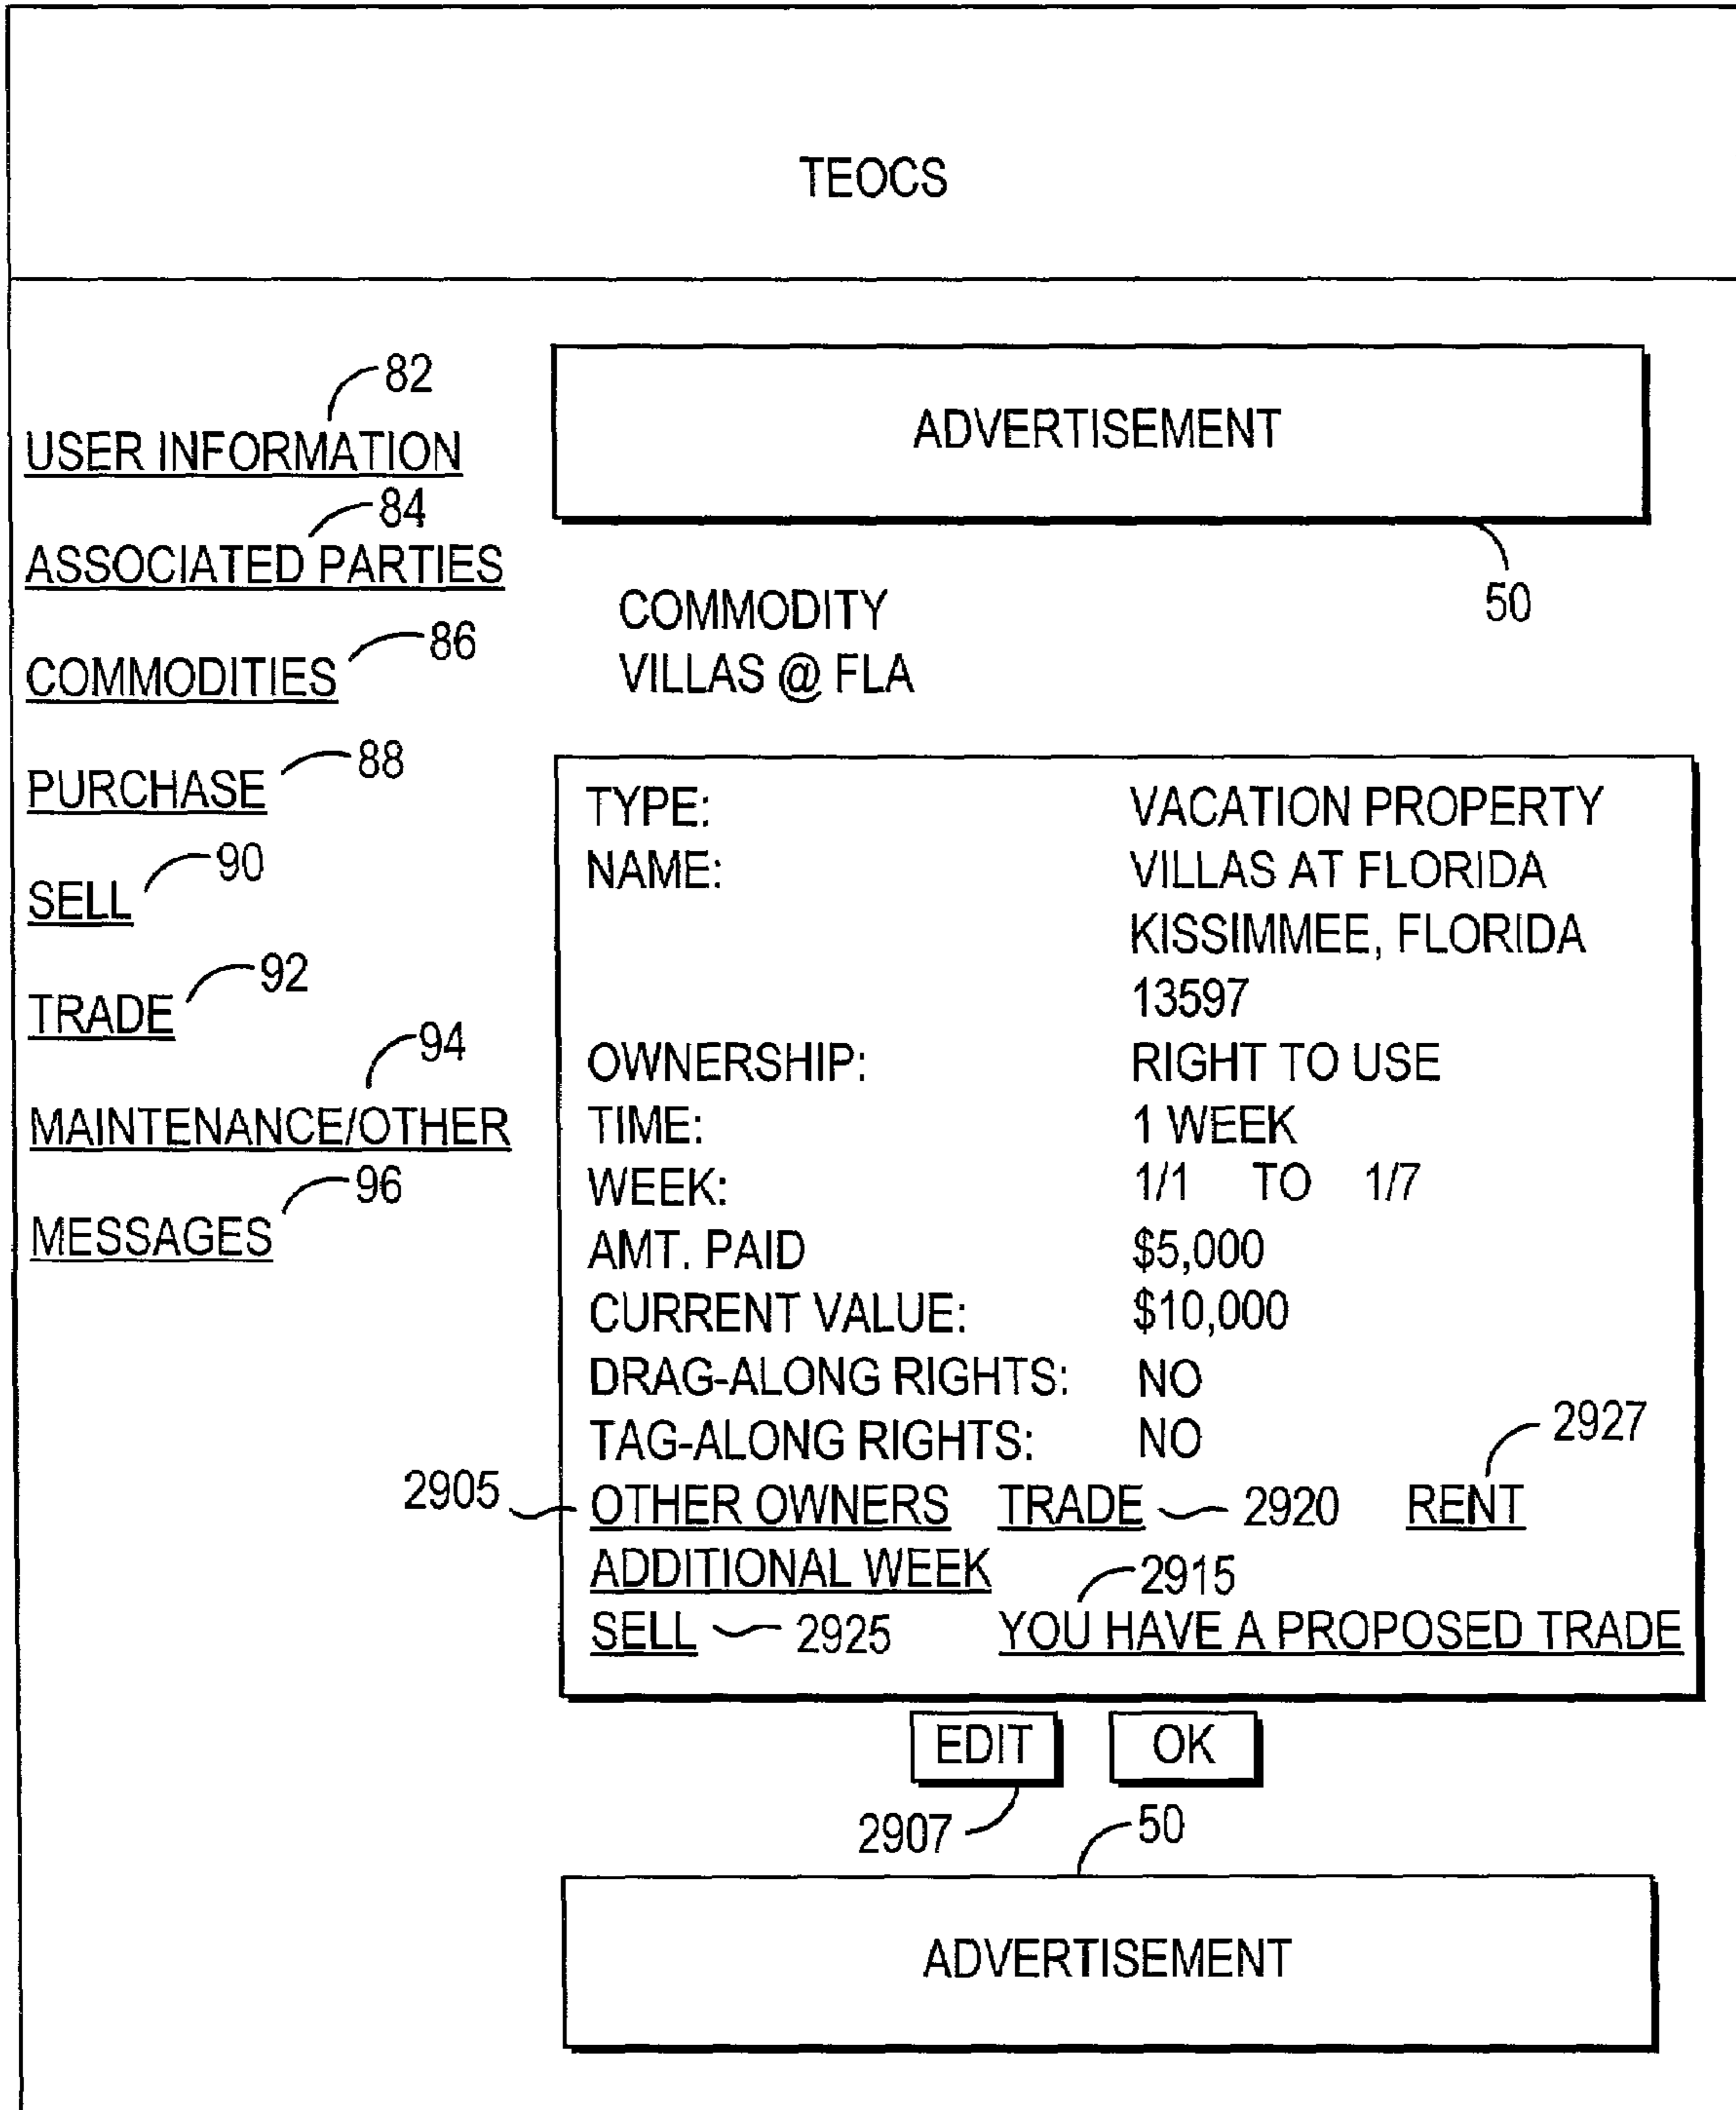 TEOCS
82
USER INFORMATION
84
ASSOCIATED PARTIES
86
COMMODITIES
88
PURCHASE
90
SELL
92
TRADE
94
MAINTENANCE/OTHER
96
MESSAGES
ADVERTISEMENT
50
COMMODITY
VILLAS @ FLA
TYPE: VACATION PROPERTY
NAME: VILLAS AT FLORIDA
KISSIMMEE, FLORIDA
13597
OWNERSHIP: RIGHT TO USE
TIME: 1 WEEK
WEEK: 1/1 TO 1/7
AMT. PAID $5,000
CURRENT VALUE: $10,000
DRAG-ALONG RIGHTS: NO
TAG-ALONG RIGHTS: NO
2927
2905 OTHER OWNERS TRADE 2920 RENT
ADDITIONAL WEEK
2915
SELL 2925 YOU HAVE A PROPOSED TRADE
EDIT OK
2907
50
ADVERTISEMENT